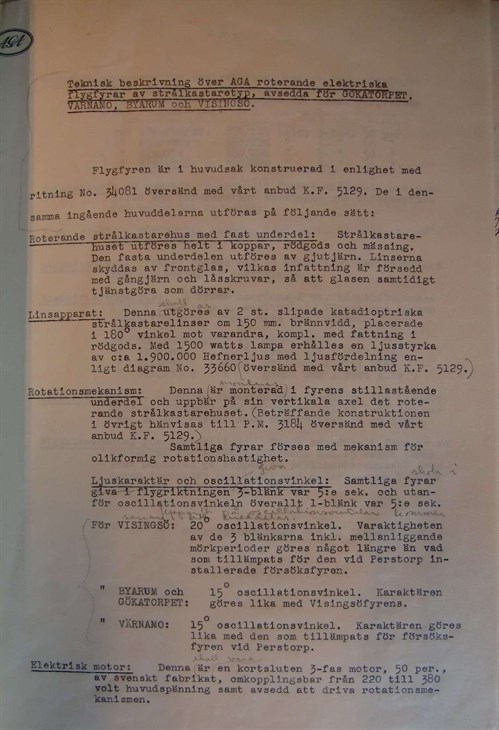 AGA
Teknisk beskrivning över AGA roterande elektriska
flygfyrar av strålkastaretyp, avsedda för GÖKATORPET,
VÄRNAMO, BYARUM och VISINGSÖ.
Flygfyren är i huvudsak konstruerad i enlighet med
ritning No. 34081 översänd med vårt anbud K.F. 5129. De i den-
samma ingående huvuddelarna utföras på följande sätt:
Roterande strålkastarehus med fast underdel: Strålkastare-
huset utföres helt i koppar, rödgods och mässing.
Den fasta underdelen utföres av gjutjärn. Linserna
skyddas av frontglas, vilkas infattning är försedd
med gångjärn och låsskruvar, så att glasen samtidigt
tjänstgöra som dörrar.
Linsapparat: Denna utgöres av 2 st. slipade katadioptriska
strålkastarelinser om 150 mm. brännvidd, placerade
i 180° vinkel mot varandra, kompl. med fattning i
rödgods. Med 1500 watts lampa erhålles en ljusstyrka
av c:a 1.900.000 Hefnerljus med ljusfördelning en-
ligt diagram No. 33660 (översänd med vårt anbud K.F. 5129.)
monteras
Rotationsmekanism: Denna (är monterad) i fyrens stillastående
underdel och uppbär på sin vertikala axel det rote-
rande strålkastarehuset. (Beträffande konstruktionen
i övrigt hänvisas till P.M. 3184 översänd med vårt
anbud K.F. 5129.)
Samtliga fyrar förses med mekanism för
olikformig rotationshastighet.
skola i
Ljuskaraktär och oscillationsvinkel: Samtliga fyrar
giva i flygriktningen 3-blänk var 5:e sek. och utan-
för oscillationsvinkeln överallt 1-blänk var 5:e sek.
För VISINGSÖ: 20° oscillationsvinkel. Varaktigheten
av de 3 blänkarna inkl. mellanliggande
mörkperioder göres något längre än vad
som tillämpats för den vid Perstorp in-
stallerade försöksfyren.
" BYARUM och 15° oscillationsvinkel. Karaktären
GÖKATORPET: göres lika med Visingsöfyrens.
" VÄRNAMO: 15° oscillationsvinkel. Karaktären göres
lika med den som tillämpats för försöks-
fyren vid Perstorp.
skall vara
Elektrisk motor: Denna (är en kortsluten 3-fas motor, 50 per.,
av svenskt fabrikat, omkopplingsbar från 220 till 380
volt huvudspänning samt avsedd att driva rotationsme-
kanismen.